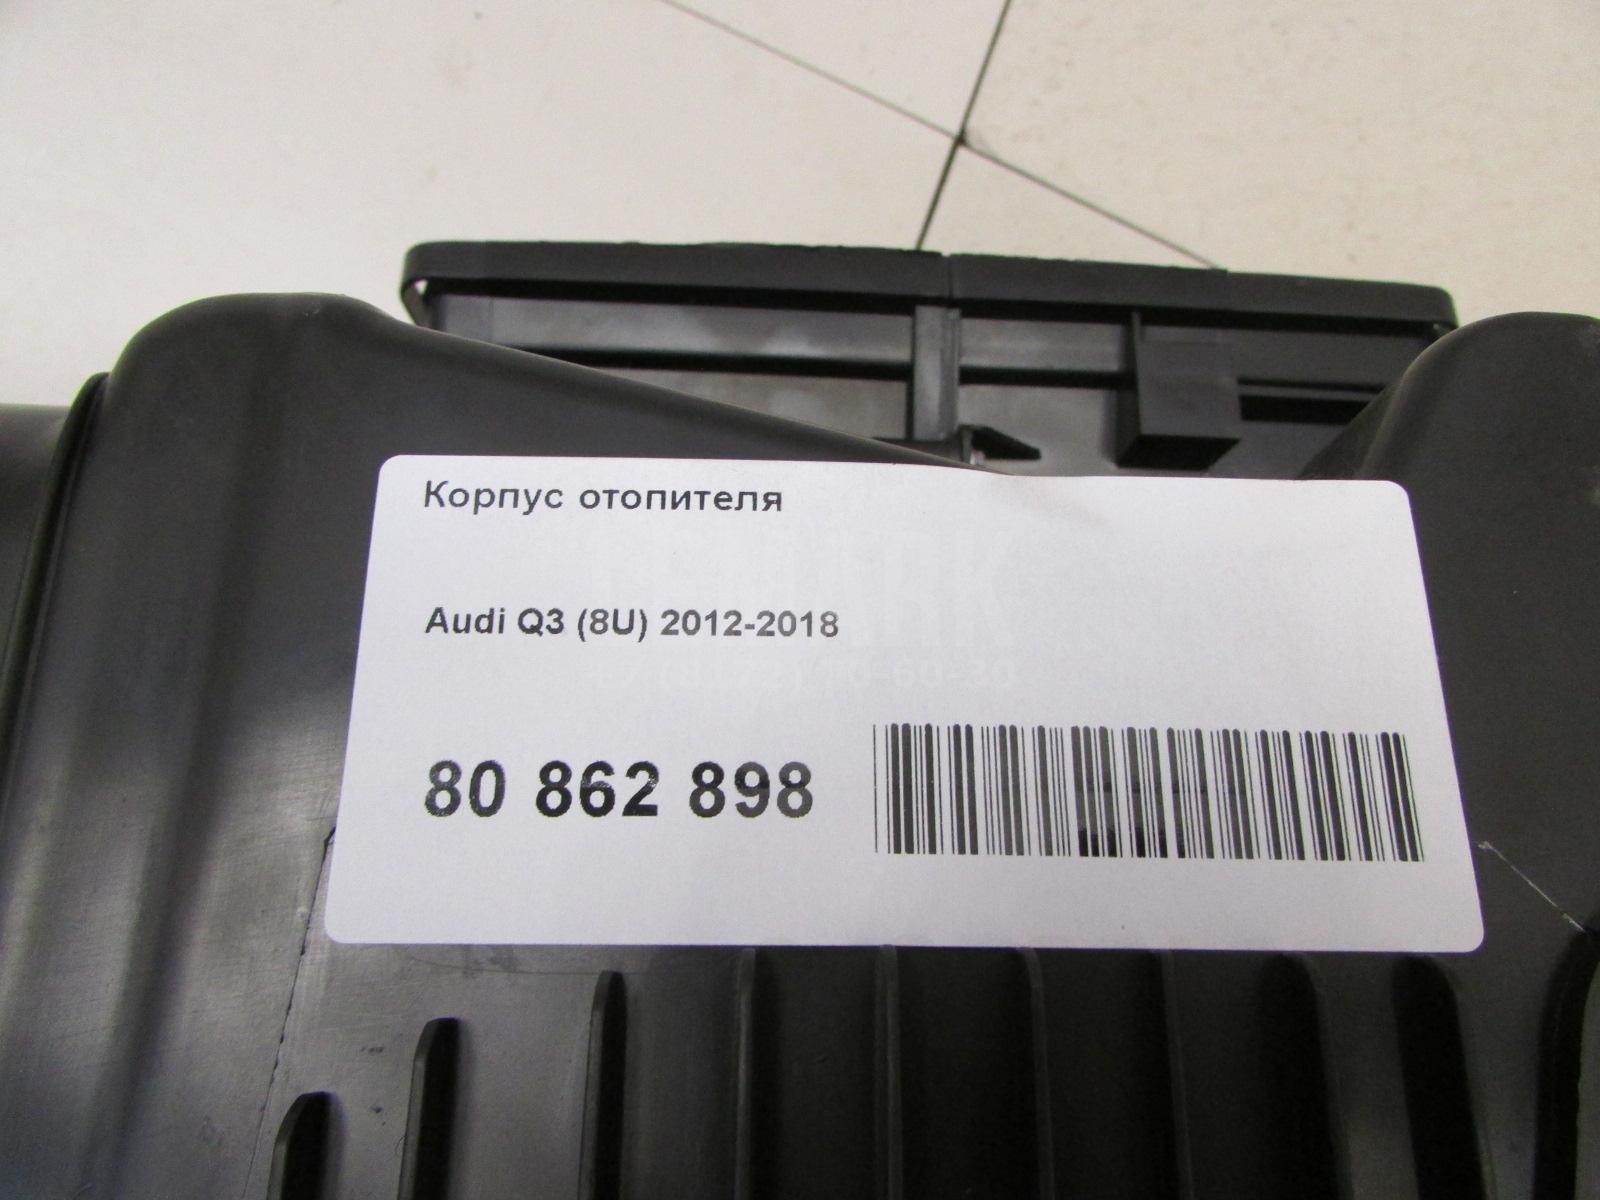 Корпус отопителя
Audi Q3 (8U) 2012-2018
80 862 898